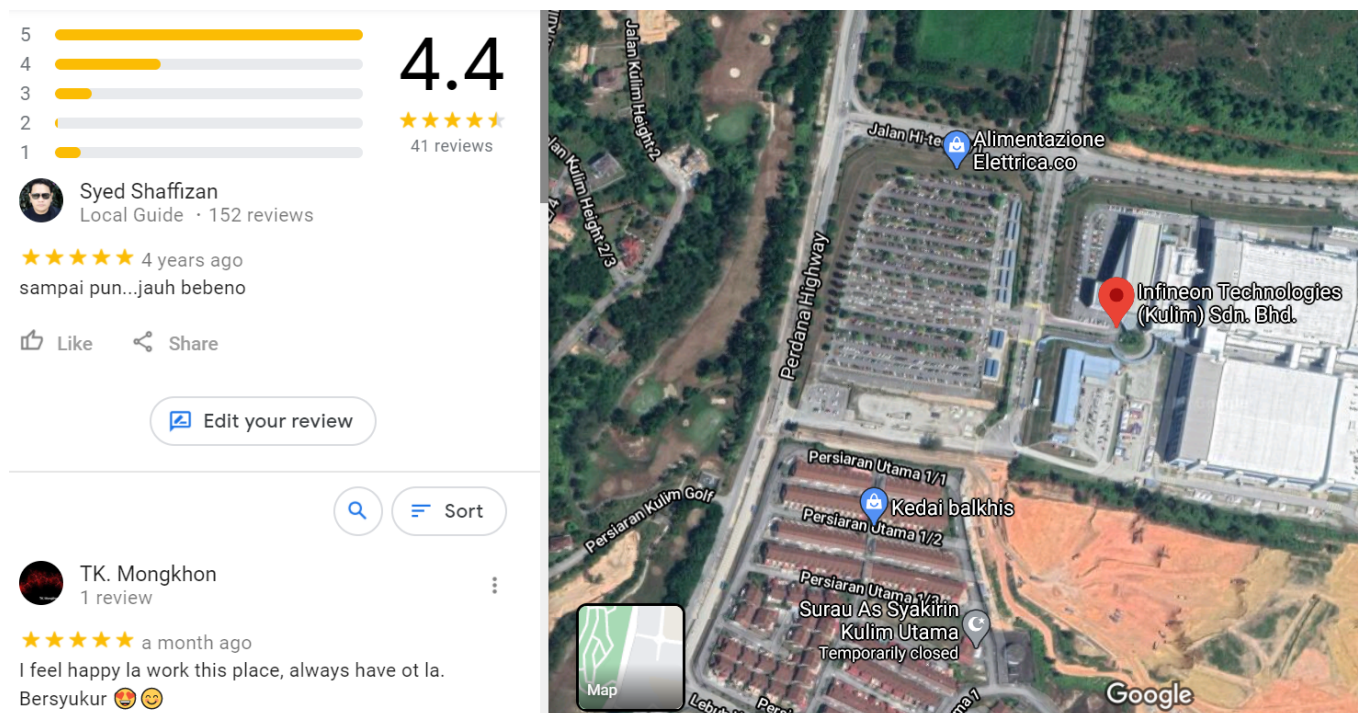 5
4
3
2
1
4.4
41 reviews
Syed Shaffizan
Local Guide · 152 reviews
4 years ago
sampai pun...jauh bebeno
Like
Share
Edit your review
Sort
TK. Mongkhon
1 review
a month ago
I feel happy la work this place, always have ot la.
Bersyukur 😍😊
Jalan Kulim Height 2
Jalan Kulim Height 2/3
2/4
Jalan Hi-te
Alimentazione
Elettrica.co
Perdana Highway
Infineon Technologies
(Kulim) Sdn. Bhd.
Persiaran Utama 1/1
Kedai balkhis
Persiaran Utama 1/2
Persiaran Kulim Golf
Persiaran Utama
Surau As Syakirin
Kulim Utama
Temporarily closed
Map
Google